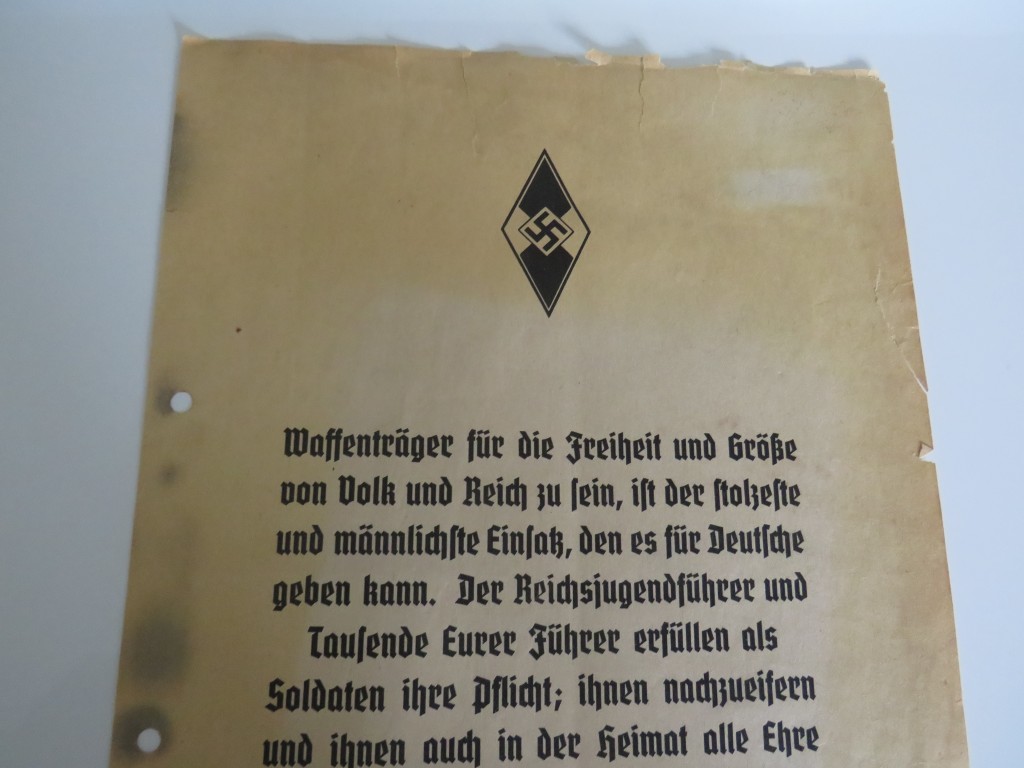 Waffenträger für die Freiheit und Größe
von Volk und Reich zu sein, ist der stolzeste
und männlichste Einsatz, den es für Deutsche
geben kann. Der Reichsjugendführer und
Tausende Eurer Führer erfüllen als
Soldaten ihre Pflicht; ihnen nachzueifern
und ihnen auch in der Heimat alle Ehre